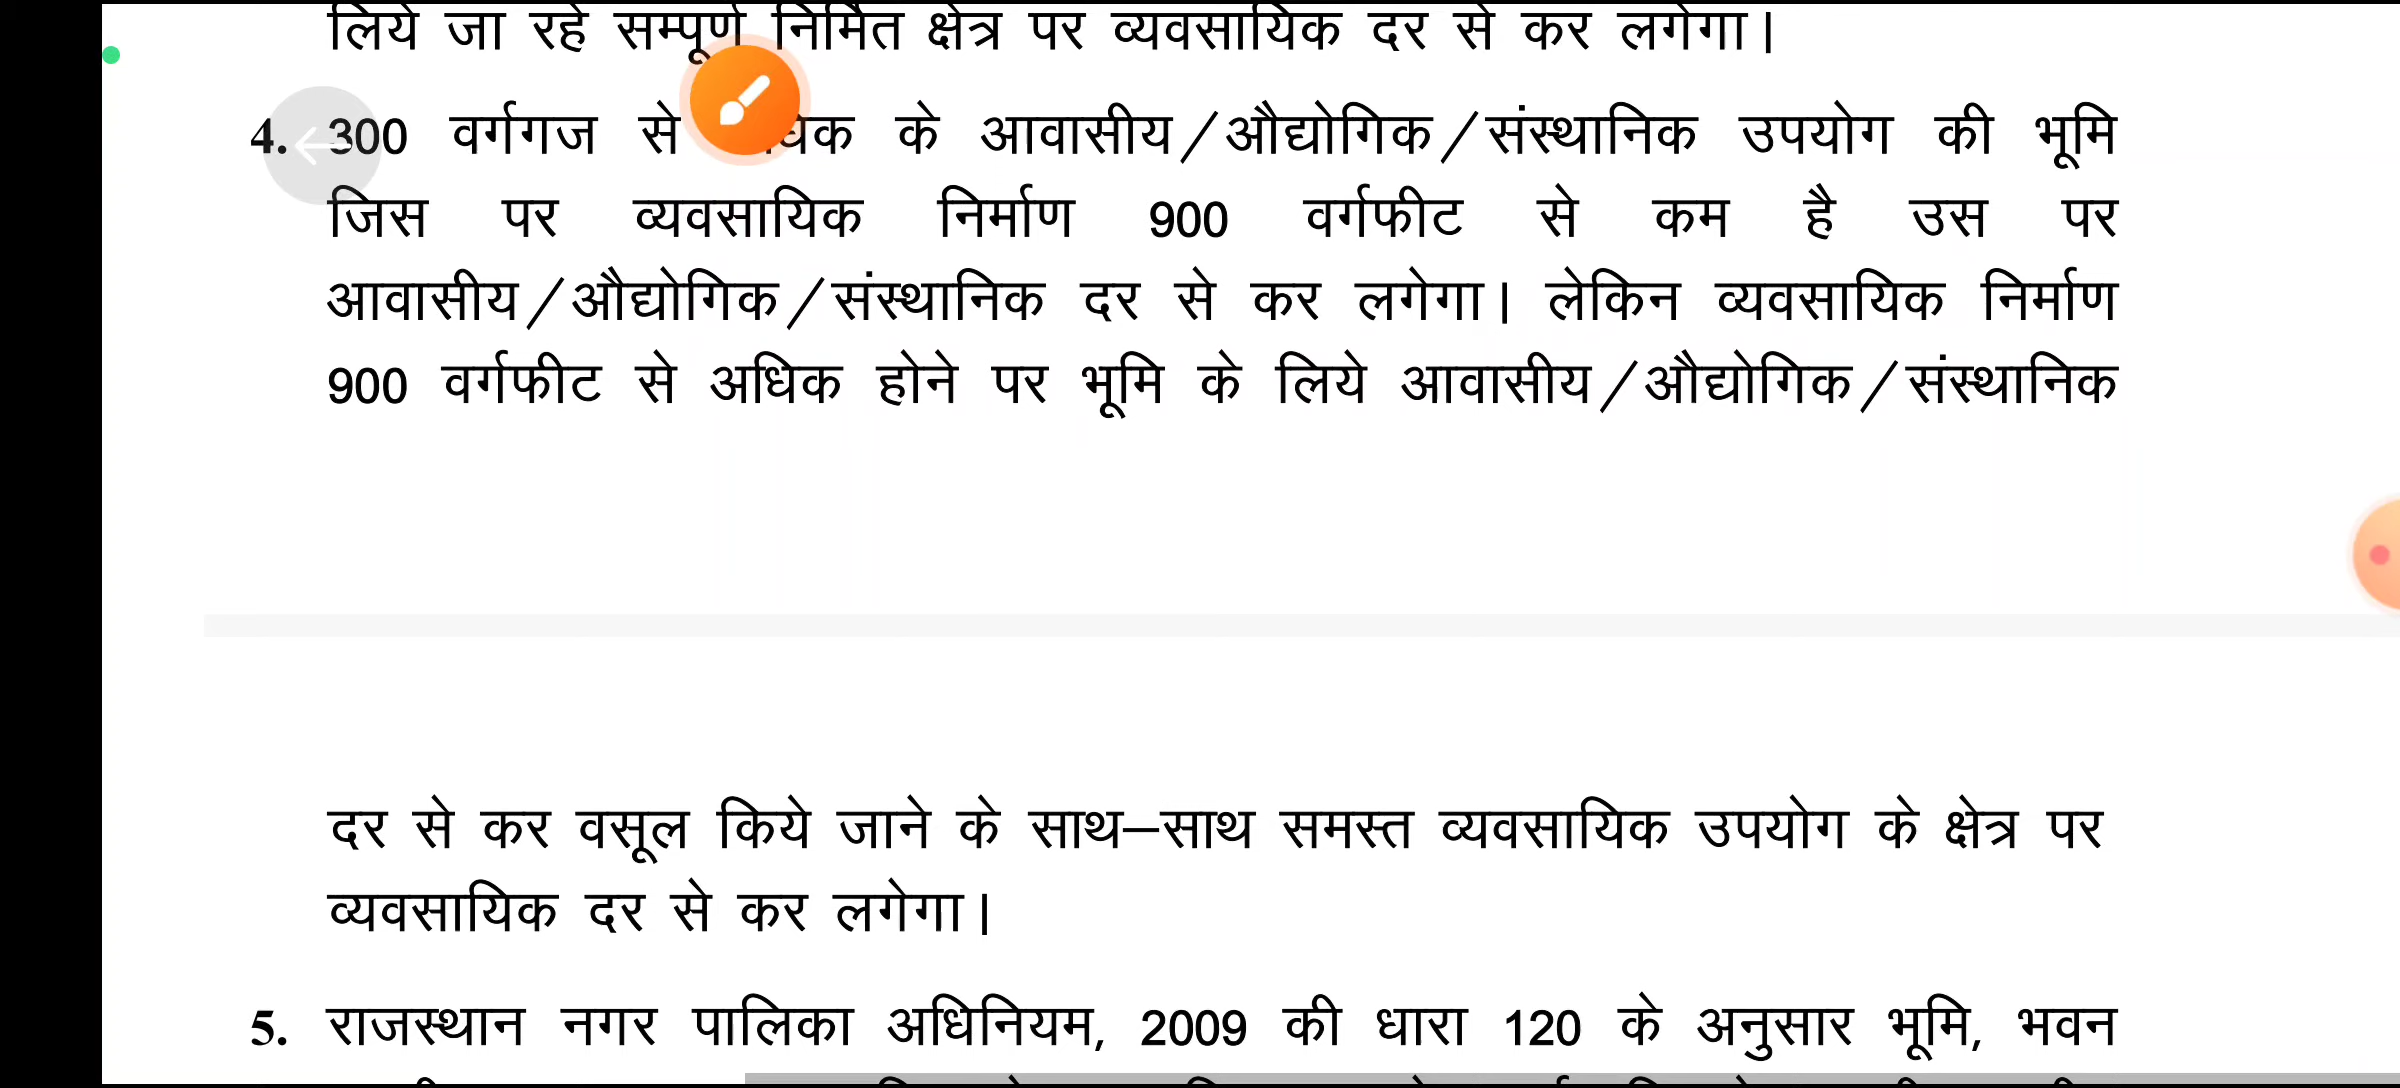 लिये जा रहे सम्पूर्ण निर्मित क्षेत्र पर व्यवसायिक दर से कर लगेगा।
4. 300 वर्गगज से के आवासीय/औद्योगिक/संस्थानिक उपयोग की भूमि
जिस पर व्यवसायिक निर्माण 900 वर्गफीट से कम है उस पर
आवासीय/औद्योगिक/संस्थानिक दर से कर लगेगा। लेकिन व्यवसायिक निर्माण
900 वर्गफीट से अधिक होने पर भूमि के लिये आवासीय/औद्योगिक/संस्थानिक
दर से कर वसूल किये जाने के साथ–साथ समस्त व्यवसायिक उपयोग के क्षेत्र पर
व्यवसायिक दर से कर लगेगा।
5. राजस्थान नगर पालिका अधिनियम, 2009 की धारा 120 के अनुसार भूमि, भवन